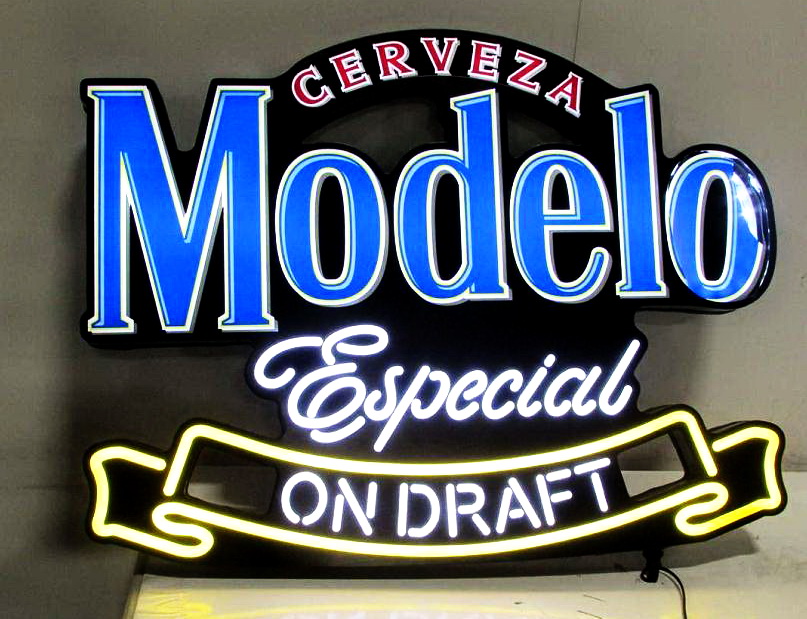 CERVEZA
Modelo
Especial
ON DRAFT